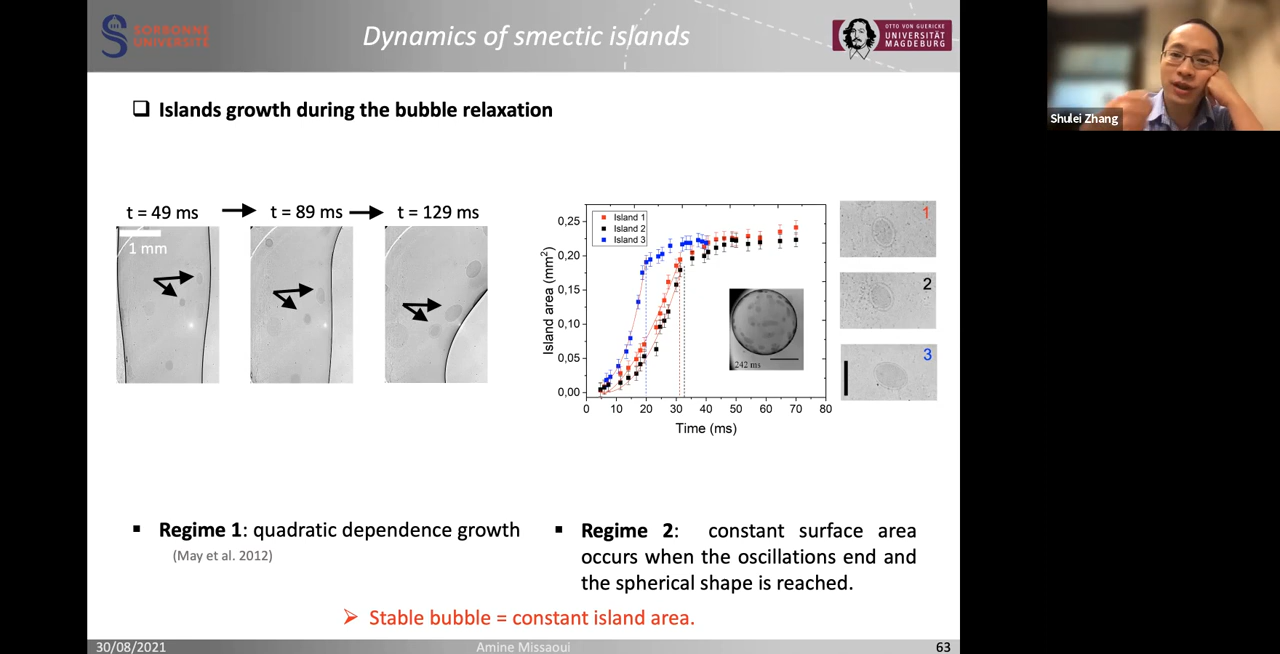 SORBONNE
UNIVERSITÉ
Dynamics of smectic islands
OTTO VON GUERICKE
UNIVERSITÄT
MAGDEBURG
Shulei Zhang
❑ Islands growth during the bubble relaxation
t = 49 ms
t = 89 ms
t = 129 ms
1 mm
0,25
0,20
0,15
0,10
0,05
0,00
Island area (mm²)
Island 1
Island 2
Island 3
242 ms
0 10 20 30 40 50 60 70 80
Time (ms)
1
2
3
▪ Regime 1: quadratic dependence growth
(May et al. 2012)
▪ Regime 2: constant surface area
occurs when the oscillations end and
the spherical shape is reached.
➢ Stable bubble = constant island area.
30/08/2021
Amine Missaoui
63